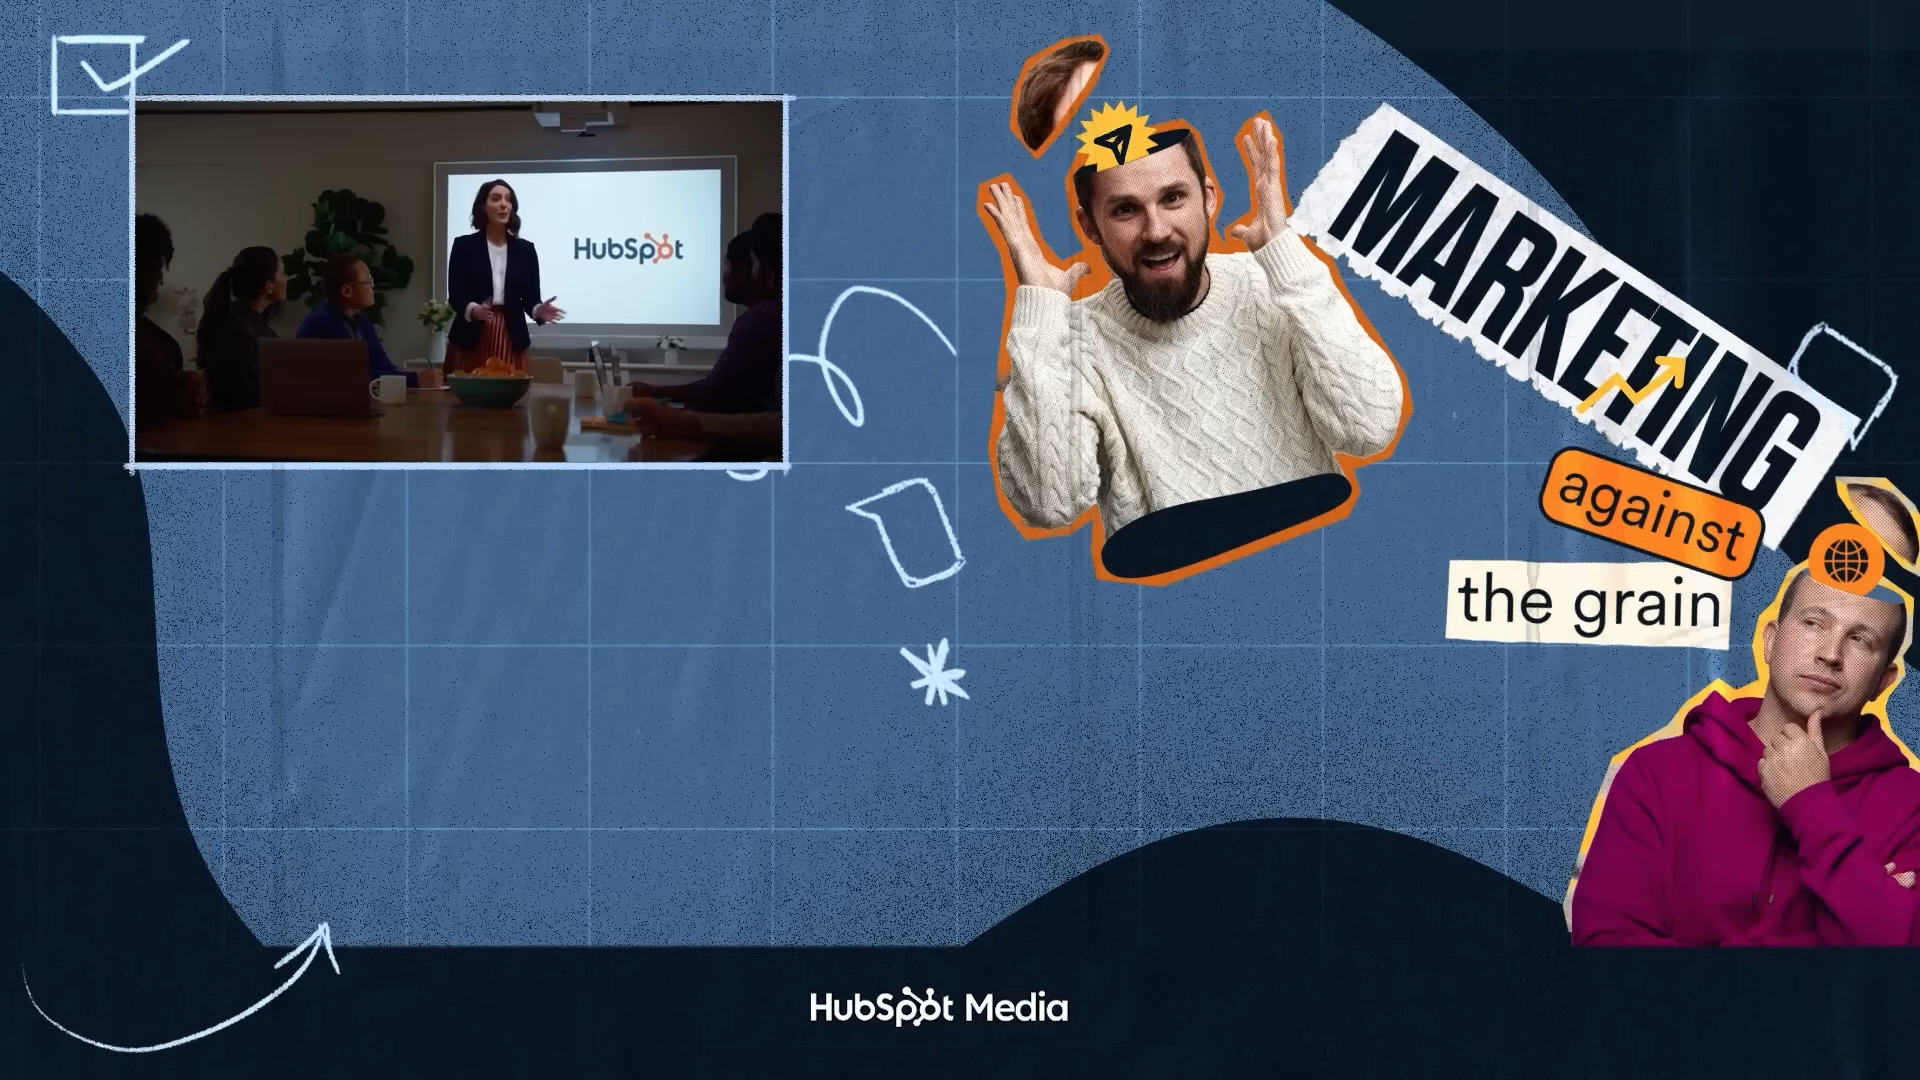 HubSpot
MARKETING
against
the grain
HubSpot Media